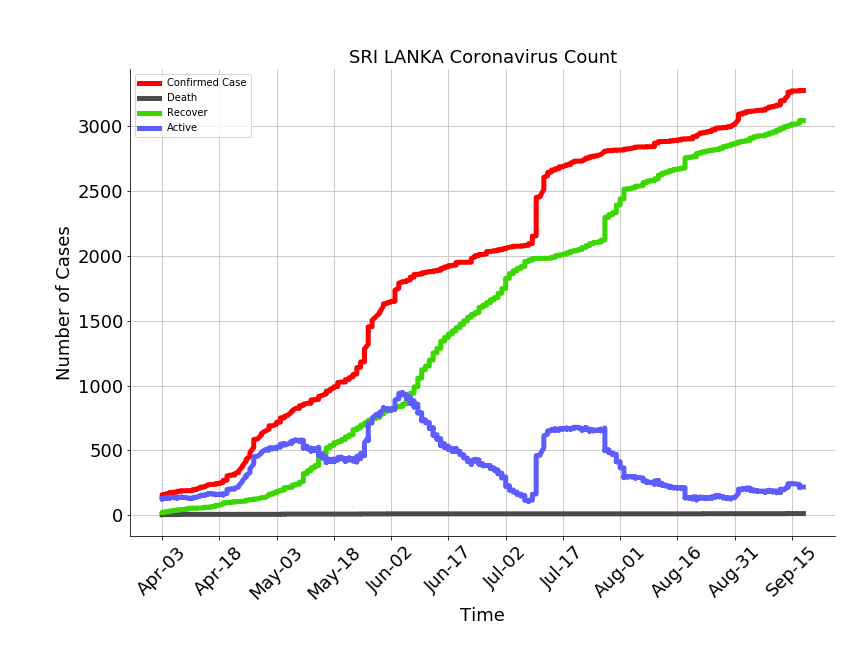 SRI LANKA Coronavirus Count
Confirmed Case
Death
Recover
Active
Number of Cases
3000
2500
2000
1500
1000
500
0
Apr-03
Apr-18
May-03
May-18
Jun-02
Jun-17
Jul-02
Jul-17
Aug-01
Aug-16
Aug-31
Sep-15
Time